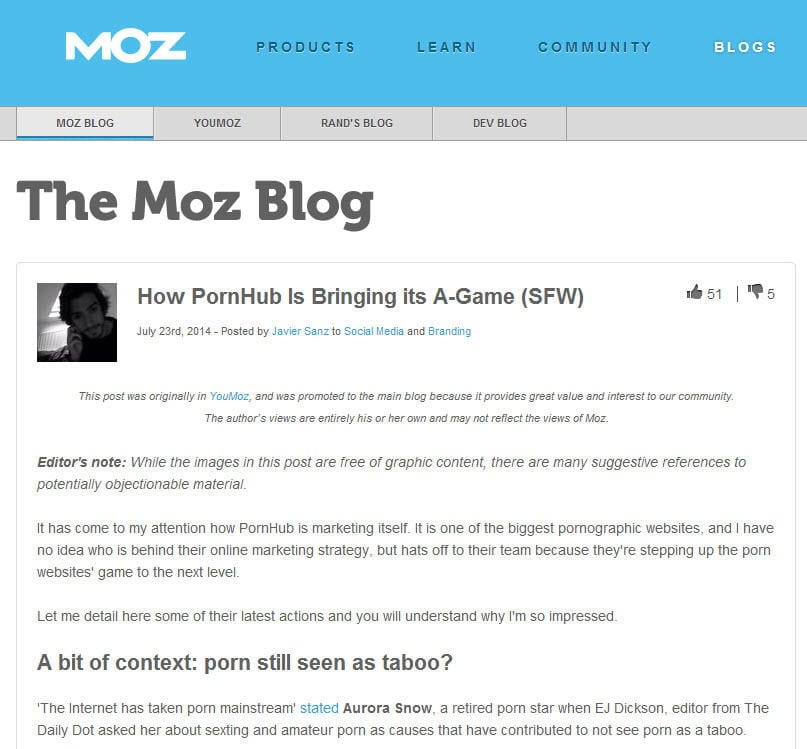 MOZ
PRODUCTS LEARN COMMUNITY BLOGS
MOZ BLOG YOUMOZ RAND'S BLOG DEV BLOG
The Moz Blog
How PornHub Is Bringing its A-Game (SFW)
51 | 5
July 23rd, 2014 - Posted by Javier Sanz to Social Media and Branding
This post was originally in YouMoz, and was promoted to the main blog because it provides great value and interest to our community.
The author's views are entirely his or her own and may not reflect the views of Moz.
Editor's note: While the images in this post are free of graphic content, there are many suggestive references to
potentially objectionable material.
It has come to my attention how PornHub is marketing itself. It is one of the biggest pornographic websites, and I have
no idea who is behind their online marketing strategy, but hats off to their team because they're stepping up the porn
websites' game to the next level.
Let me detail here some of their latest actions and you will understand why I'm so impressed.
A bit of context: porn still seen as taboo?
'The Internet has taken porn mainstream' stated Aurora Snow, a retired porn star when EJ Dickson, editor from The
Daily Dot asked her about sexting and amateur porn as causes that have contributed to not see porn as a taboo.